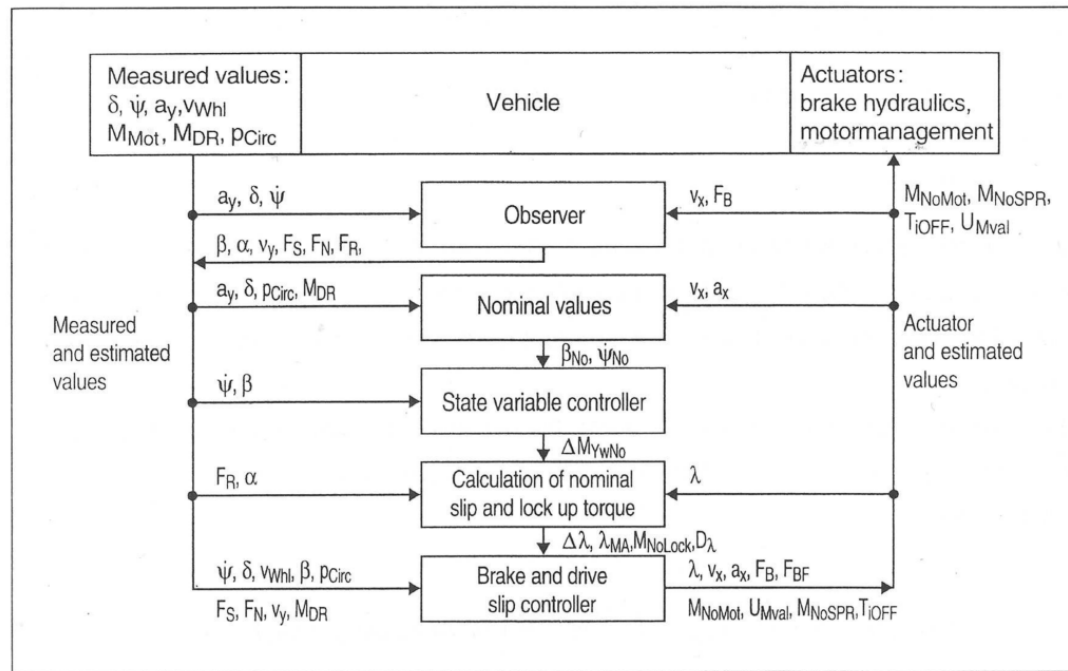 Measured values:
δ, ψ̇, a_y, v_Whl
M_Mot, M_DR, p_Circ
Vehicle
Actuators:
brake hydraulics,
motormanagement
a_y, δ, ψ̇
Observer
v_x, F_B
M_NoMot, M_NoSPR,
T_iOFF, U_Mval
β, α, v_y, F_S, F_N, F_R,
a_y, δ, p_Circ, M_DR
Nominal values
v_x, a_x
Measured
and estimated
values
Actuator
and estimated
values
β_No, ψ̇_No
ψ̇, β
State variable controller
ΔM_YwNo
F_R, α
Calculation of nominal
slip and lock up torque
λ
Δλ, λ_MA, M_NoLock, D_λ
ψ̇, δ, v_Whl, β, p_Circ
F_S, F_N, v_y, M_DR
Brake and drive
slip controller
λ, v_x, a_x, F_B, F_BF
M_NoMot, U_Mval, M_NoSPR, T_iOFF